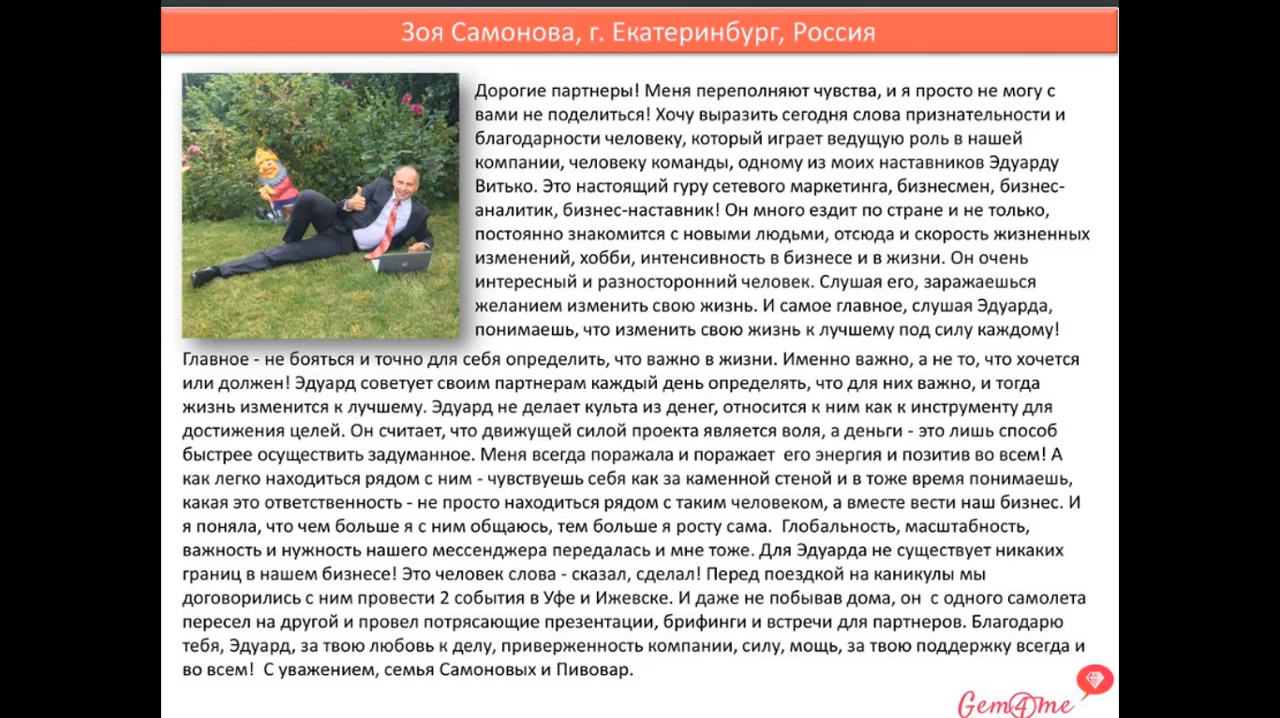 Зоя Самонова, г. Екатеринбург, Россия
Дорогие партнеры! Меня переполняют чувства, и я просто не могу с
вами не поделиться! Хочу выразить сегодня слова признательности и
благодарности человеку, который играет ведущую роль в нашей
компании, человеку команды, одному из моих наставников Эдуарду
Витько. Это настоящий гуру сетевого маркетинга, бизнесмен, бизнес-
аналитик, бизнес-наставник! Он много ездит по стране и не только,
постоянно знакомится с новыми людьми, отсюда и скорость жизненных
изменений, хобби, интенсивность в бизнесе и в жизни. Он очень
интересный и разносторонний человек. Слушая его, заражаешься
желанием изменить свою жизнь. И самое главное, слушая Эдуарда,
понимаешь, что изменить свою жизнь к лучшему под силу каждому!
Главное - не бояться и точно для себя определить, что важно в жизни. Именно важно, а не то, что хочется
или должен! Эдуард советует своим партнерам каждый день определять, что для них важно, и тогда
жизнь изменится к лучшему. Эдуард не делает культа из денег, относится к ним как к инструменту для
достижения целей. Он считает, что движущей силой проекта является воля, а деньги - это лишь способ
быстрее осуществить задуманное. Меня всегда поражала и поражает его энергия и позитив во всем! А
как легко находиться рядом с ним - чувствуешь себя как за каменной стеной и в тоже время понимаешь,
какая это ответственность - не просто находиться рядом с таким человеком, а вместе вести наш бизнес. И
я поняла, что чем больше я с ним общаюсь, тем больше я росту сама. Глобальность, масштабность,
важность и нужность нашего мессенджера передалась и мне тоже. Для Эдуарда не существует никаких
границ в нашем бизнесе! Это человек слова - сказал, сделал! Перед поездкой на каникулы мы
договорились с ним провести 2 события в Уфе и Ижевске. И даже не побывав дома, он с одного самолета
пересел на другой и провел потрясающие презентации, брифинги и встречи для партнеров. Благодарю
тебя, Эдуард, за твою любовь к делу, приверженность компании, силу, мощь, за твою поддержку всегда и
во всем! С уважением, семья Самоновых и Пивовар.
Gem4me